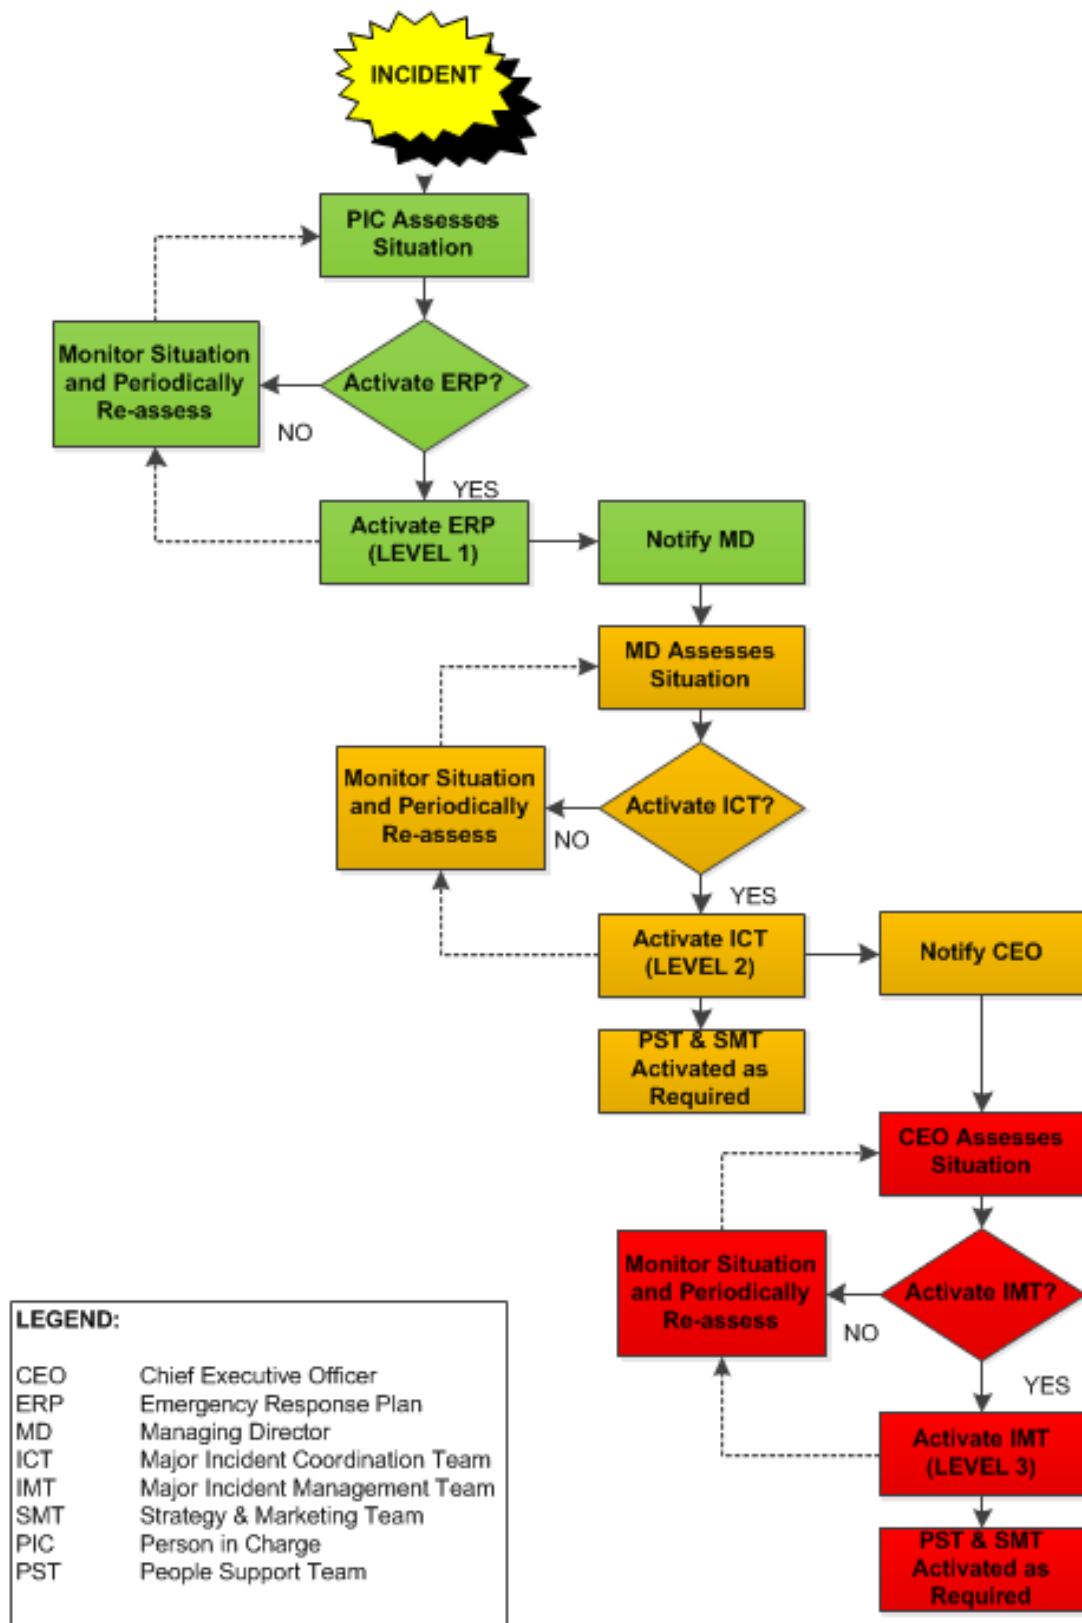 INCIDENT
PIC Assesses
Situation
Monitor Situation
and Periodically
Re-assess
Activate ERP?
NO
YES
Activate ERP
(LEVEL 1)
Notify MD
MD Assesses
Situation
Monitor Situation
and Periodically
Re-assess
Activate ICT?
NO
YES
Activate ICT
(LEVEL 2)
Notify CEO
PST & SMT
Activated as
Required
CEO Assesses
Situation
Monitor Situation
and Periodically
Re-assess
Activate IMT?
NO
YES
Activate IMT
(LEVEL 3)
PST & SMT
Activated as
Required
LEGEND:
CEO Chief Executive Officer
ERP Emergency Response Plan
MD Managing Director
ICT Major Incident Coordination Team
IMT Major Incident Management Team
SMT Strategy & Marketing Team
PIC Person in Charge
PST People Support Team